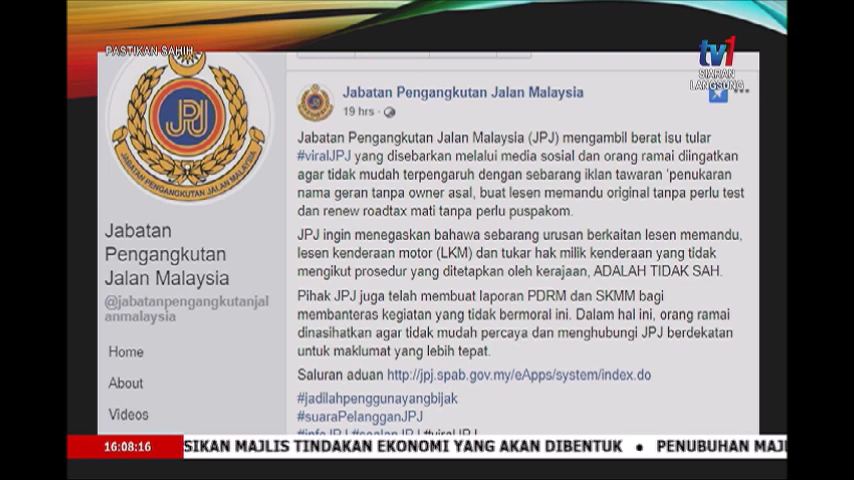 PASTIKAN SAHIH
tv1
SIARAN
LANGSUNG
JPJ
JABATAN PENGANGKUTAN JALAN MALAYSIA
Jabatan
Pengangkutan
Jalan Malaysia
@jabatanpengangkutanjal
anmalaysia
Home
About
Videos
Jabatan Pengangkutan Jalan Malaysia
19 hrs ·
Jabatan Pengangkutan Jalan Malaysia (JPJ) mengambil berat isu tular
#viralJPJ yang disebarkan melalui media sosial dan orang ramai diingatkan
agar tidak mudah terpengaruh dengan sebarang iklan tawaran 'penukaran
nama geran tanpa owner asal, buat lesen memandu original tanpa perlu test
dan renew roadtax mati tanpa perlu puspakom.
JPJ ingin menegaskan bahawa sebarang urusan berkaitan lesen memandu,
lesen kenderaan motor (LKM) dan tukar hak milik kenderaan yang tidak
mengikut prosedur yang ditetapkan oleh kerajaan, ADALAH TIDAK SAH.
Pihak JPJ juga telah membuat laporan PDRM dan SKMM bagi
membanteras kegiatan yang tidak bermoral ini. Dalam hal ini, orang ramai
dinasihatkan agar tidak mudah percaya dan menghubungi JPJ berdekatan
untuk maklumat yang lebih tepat.
Saluran aduan http://jpj.spab.gov.my/eApps/system/index.do
#jadilahpenggunayangbijak
#suaraPelangganJPJ
16:08:16
SIKAN MAJLIS TINDAKAN EKONOMI YANG AKAN DIBENTUK ● PENUBUHAN MAJ